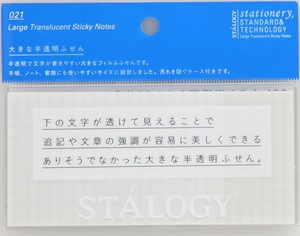 021
Large Translucent Sticky Notes
STÁLOGY
stationery,
STANDARD&
TECHNOLOGY
Large Translucent Sticky Notes
大きな半透明ふせん
半透明で文字が書きやすい大きなフィルムふせんです。
手帳、ノート、書類にも使いやすいサイズに設計しました。汚れを防ぐケース付きです。
下の文字が透けて見えることで
追記や文章の強調が容易に美しくできる
ありそうでなかった大きな半透明ふせん。
STÁLOGY